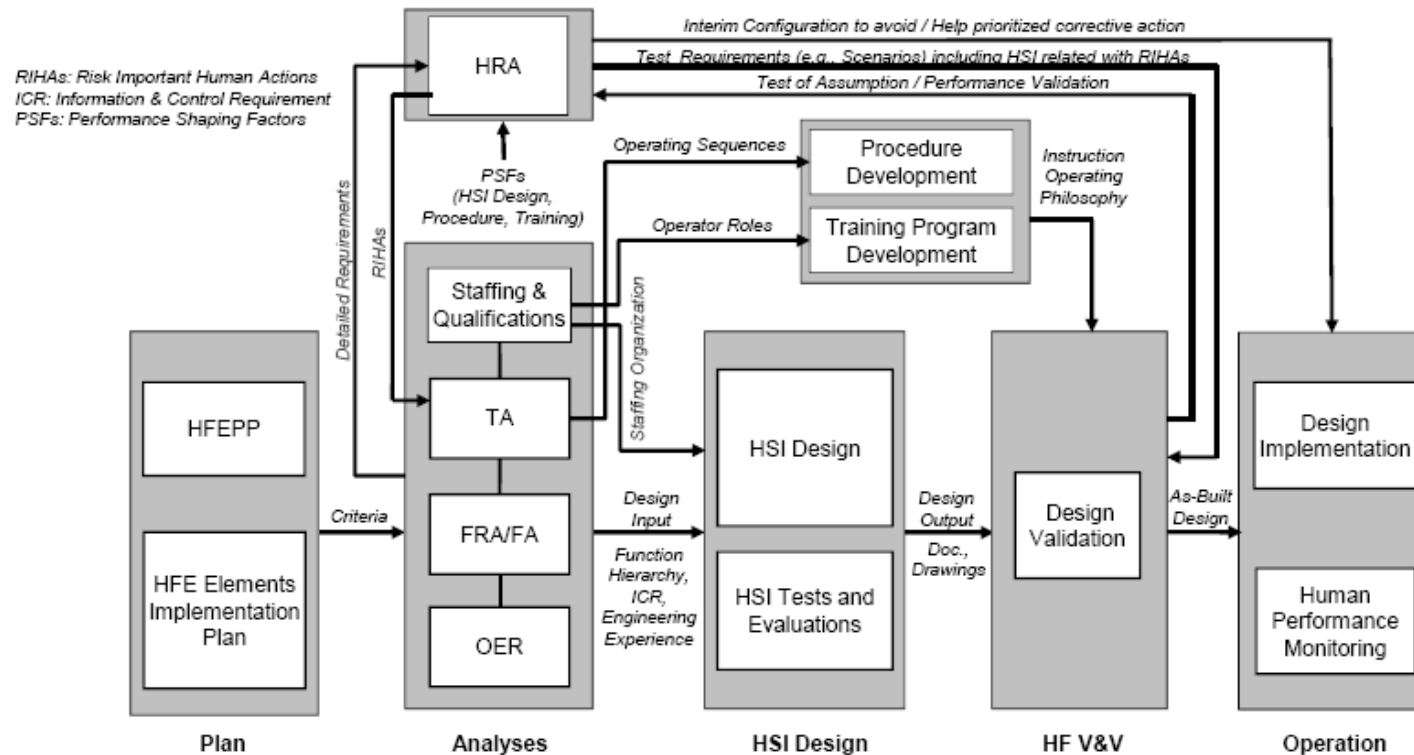 Interim Configuration to avoid / Help prioritized corrective action
Test Requirements (e.g., Scenarios) including HSI related with RIHAs
Test of Assumption / Performance Validation
RIHAs: Risk Important Human Actions
ICR: Information & Control Requirement
PSFs: Performance Shaping Factors
HRA
PSFs
(HSI Design,
Procedure, Training)
Detailed Requirements
RIHAs
Operating Sequences
Operator Roles
Staffing Organization
Procedure
Development
Training Program
Development
Instruction
Operating
Philosophy
HFEPP
HFE Elements
Implementation
Plan
Criteria
Staffing &
Qualifications
TA
FRA/FA
OER
Design
Input
Function
Hierarchy,
ICR,
Engineering
Experience
HSI Design
HSI Tests and
Evaluations
Design
Output
Doc.,
Drawings
Design
Validation
As-Built
Design
Design
Implementation
Human
Performance
Monitoring
Plan
Analyses
HSI Design
HF V&V
Operation